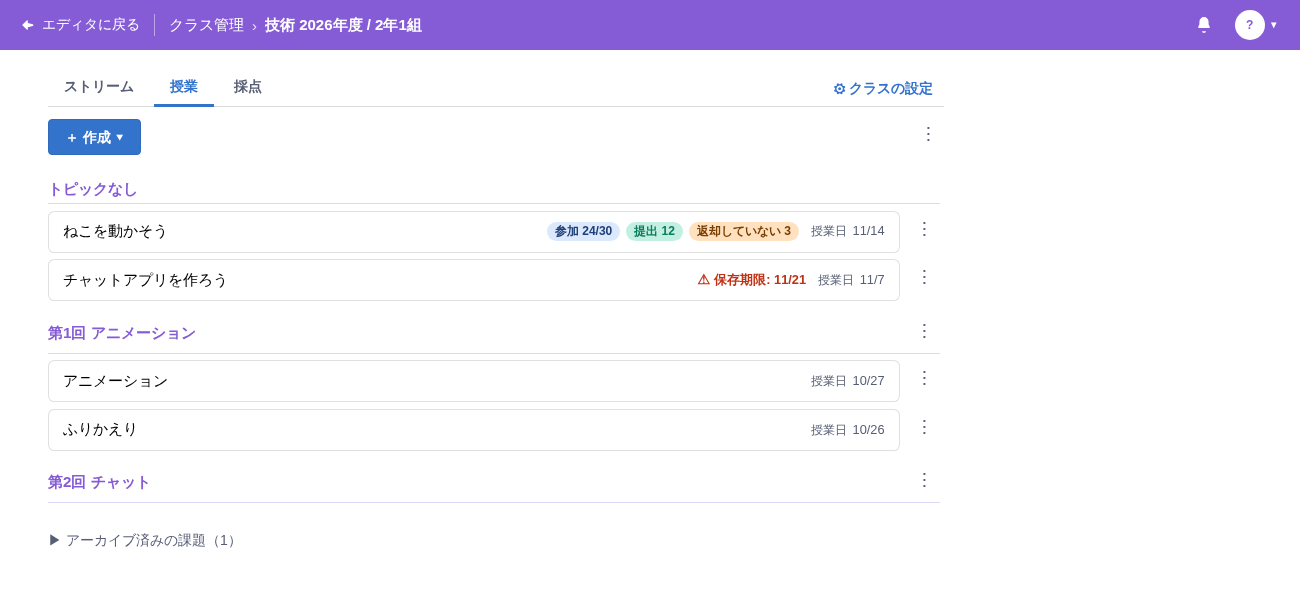 エディタに戻る クラス管理 › 技術 2026年度 / 2年1組 ? ▾
ストリーム 授業 採点 クラスの設定
＋ 作成 ▾
トピックなし
ねこを動かそう 参加 24/30 提出 12 返却していない 3 授業日 11/14
チャットアプリを作ろう ⚠ 保存期限: 11/21 授業日 11/7
第1回 アニメーション
アニメーション 授業日 10/27
ふりかえり 授業日 10/26
第2回 チャット
▶ アーカイブ済みの課題（1）